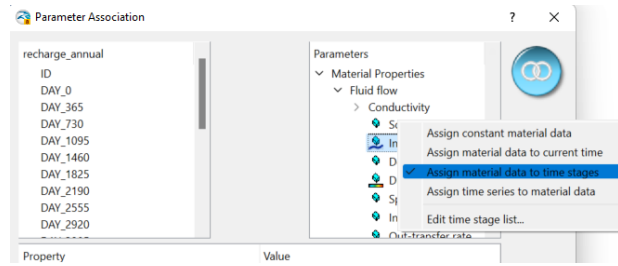 Parameter Association
? X
recharge_annual
ID
DAY_0
DAY_365
DAY_730
DAY_1095
DAY_1460
DAY_1825
DAY_2190
DAY_2555
DAY_2920
Parameters
Material Properties
Fluid flow
Conductivity
In
D
D
In
Out-transfer rate
Assign constant material data
Assign material data to current time
Assign material data to time stages
Assign time series to material data
Edit time stage list...
Property Value